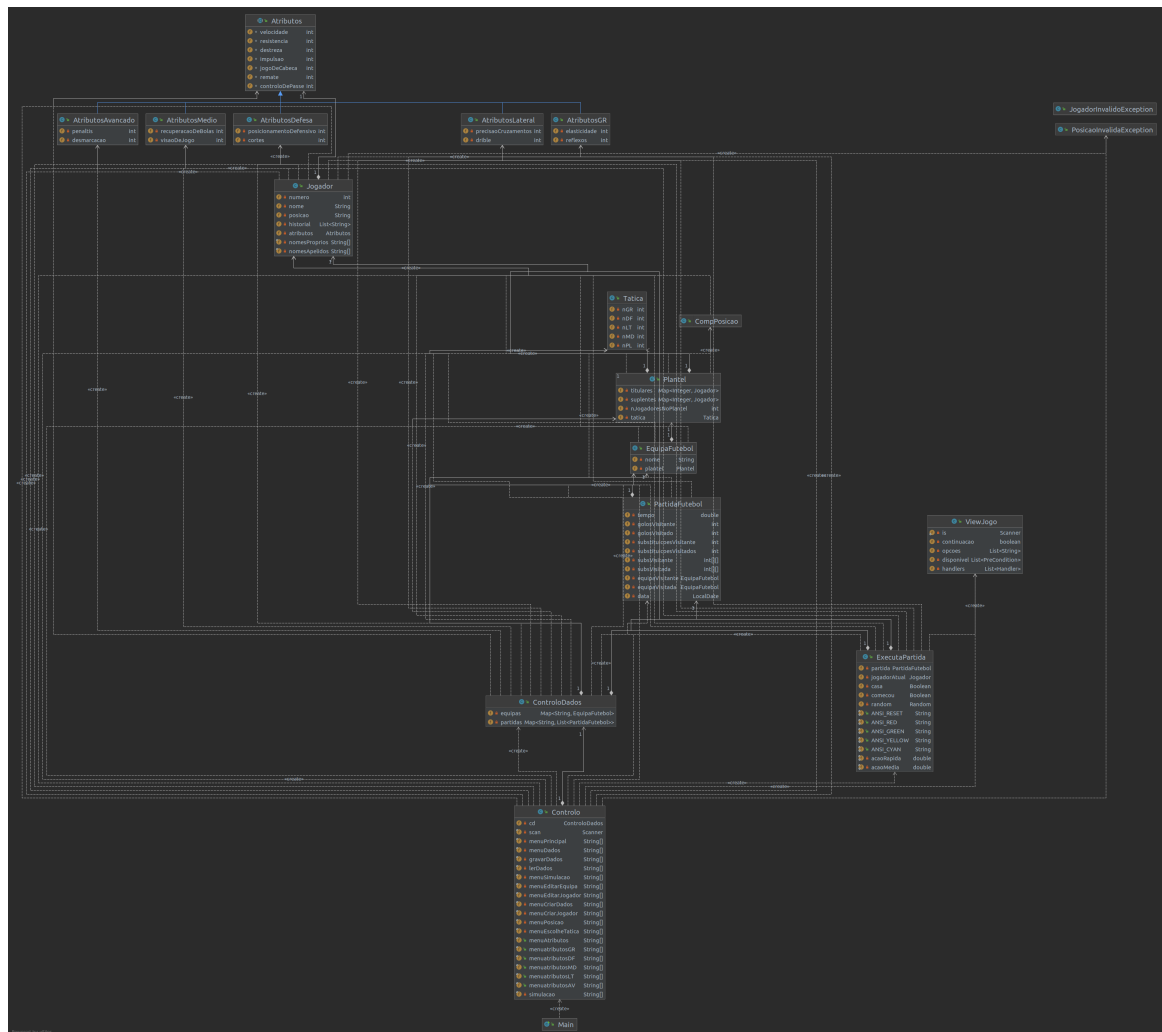 Atributos
velocidade int
resistencia int
destreza int
impulsao int
jogoDeCabeca int
remate int
controloDePasse int
AtributosAvancado
penaltis int
desmarcacao int
AtributosMedio
recuperacaoDeBolas int
visaoDeJogo int
AtributosDefesa
posicionamentoDefensivo int
cortes int
AtributosLateral
precisaoCruzamentos int
drible int
AtributosGR
elasticidade int
reflexos int
JogadorInvalidoException
PosicaoInvalidaException
Jogador
numero int
nome String
posicao String
historial List<String>
atributos Atributos
nomesProprios String[]
nomesApelidos String[]
Tatica
nGR int
nDF int
nLT int
nMD int
nPL int
CompPosicao
Plantel
titulares Map<Integer, Jogador>
suplentes Map<Integer, Jogador>
nJogadoresNoPlantel int
tatica Tatica
EquipaFutebol
nome String
plantel Plantel
PartidaFutebol
tempo double
golosVisitante int
golosVisitado int
substituicoesVisitante int
substituicoesVisitados int
subsVisitante int[][]
subsVisitada int[][]
equipaVisitante EquipaFutebol
equipaVisitada EquipaFutebol
data LocalDate
ViewJogo
is Scanner
continuacao boolean
opcoes List<String>
disponivel List<PreCondition>
handlers List<Handler>
ExecutaPartida
partida PartidaFutebol
jogadorAtual Jogador
casa Boolean
comecou Boolean
random Random
ANSI_RESET String
ANSI_RED String
ANSI_GREEN String
ANSI_YELLOW String
ANSI_CYAN String
acaoRapida double
acaoMedia double
ControloDados
equipas Map<String, EquipaFutebol>
partidas Map<String, List<PartidaFutebol>>
Controlo
cd ControloDados
scan Scanner
menuPrincipal String[]
menuDados String[]
gravarDados String[]
lerDados String[]
menuSimulacao String[]
menuEditarEquipa String[]
menuEditarJogador String[]
menuCriarDados String[]
menuCriarJogador String[]
menuPosicao String[]
menuEscolheTatica String[]
menuAtributos String[]
menuatributosGR String[]
menuatributosDF String[]
menuatributosMD String[]
menuatributosLT String[]
menuatributosAV String[]
simulacao String[]
«create»
Main